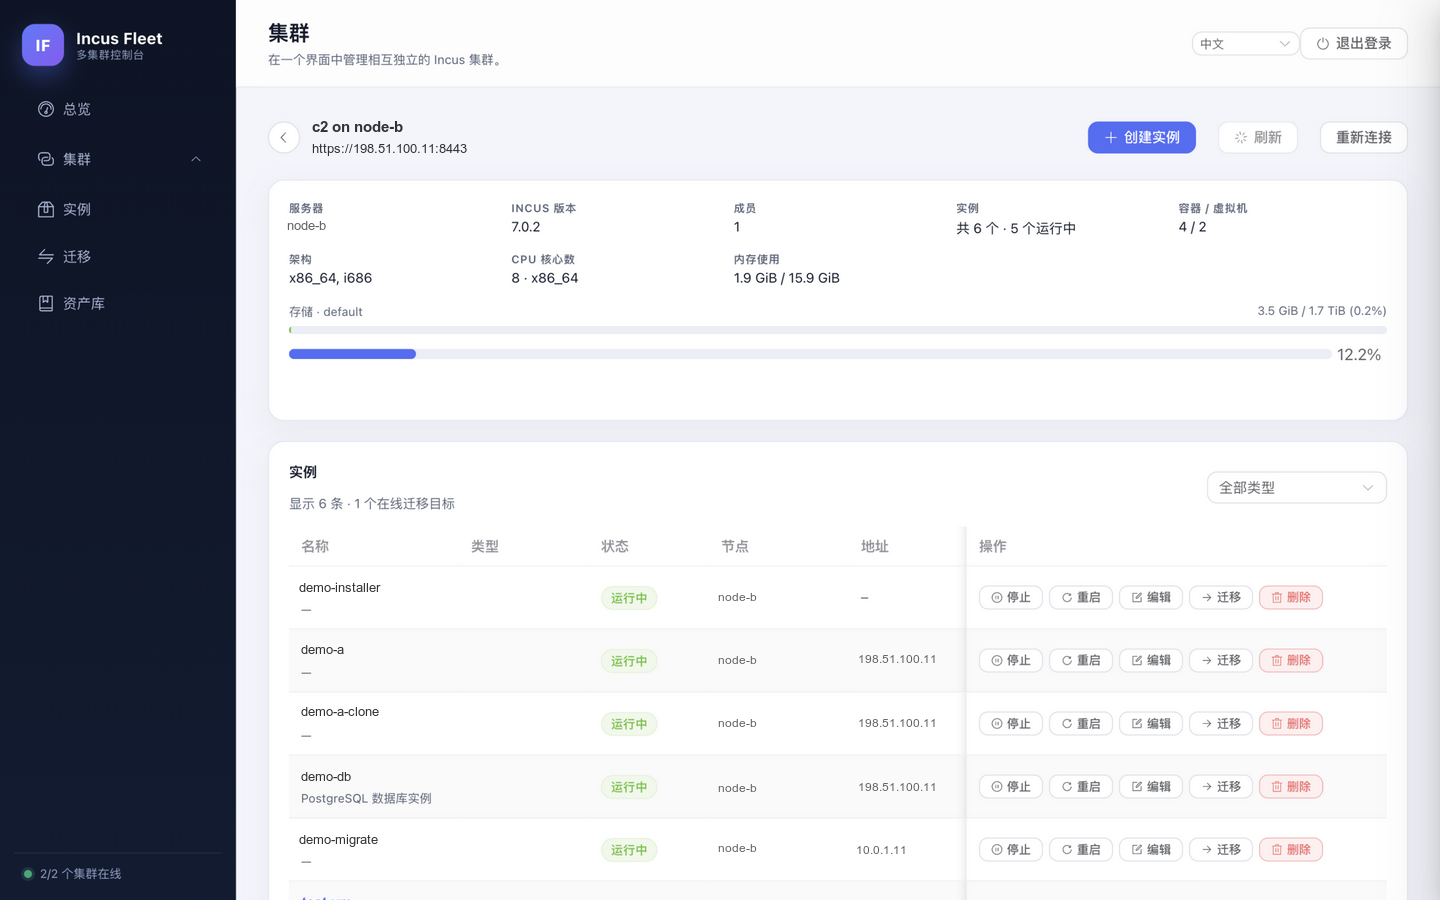 IF
Incus Fleet
多集群控制台
总览
集群
实例
迁移
资产库
2/2 个集群在线
集群
在一个界面中管理相互独立的 Incus 集群。
中文
退出登录
c2 on node-b
https://198.51.100.11:8443
创建实例
刷新
重新连接
服务器
node-b
INCUS 版本
7.0.2
成员
1
实例
共 6 个 · 5 个运行中
容器 / 虚拟机
4 / 2
架构
x86_64, i686
CPU 核心数
8 · x86_64
内存使用
1.9 GiB / 15.9 GiB
存储 · default
3.5 GiB / 1.7 TiB (0.2%)
12.2%
实例
显示 6 条 · 1 个在线迁移目标
全部类型
名称 类型 状态 节点 地址 操作
demo-installer
—
运行中 node-b – 停止 重启 编辑 迁移 删除
demo-a
—
运行中 node-b 198.51.100.11 停止 重启 编辑 迁移 删除
demo-a-clone
—
运行中 node-b 198.51.100.11 停止 重启 编辑 迁移 删除
demo-db
PostgreSQL 数据库实例
运行中 node-b 198.51.100.11 停止 重启 编辑 迁移 删除
demo-migrate
—
运行中 node-b 10.0.1.11 停止 重启 编辑 迁移 删除